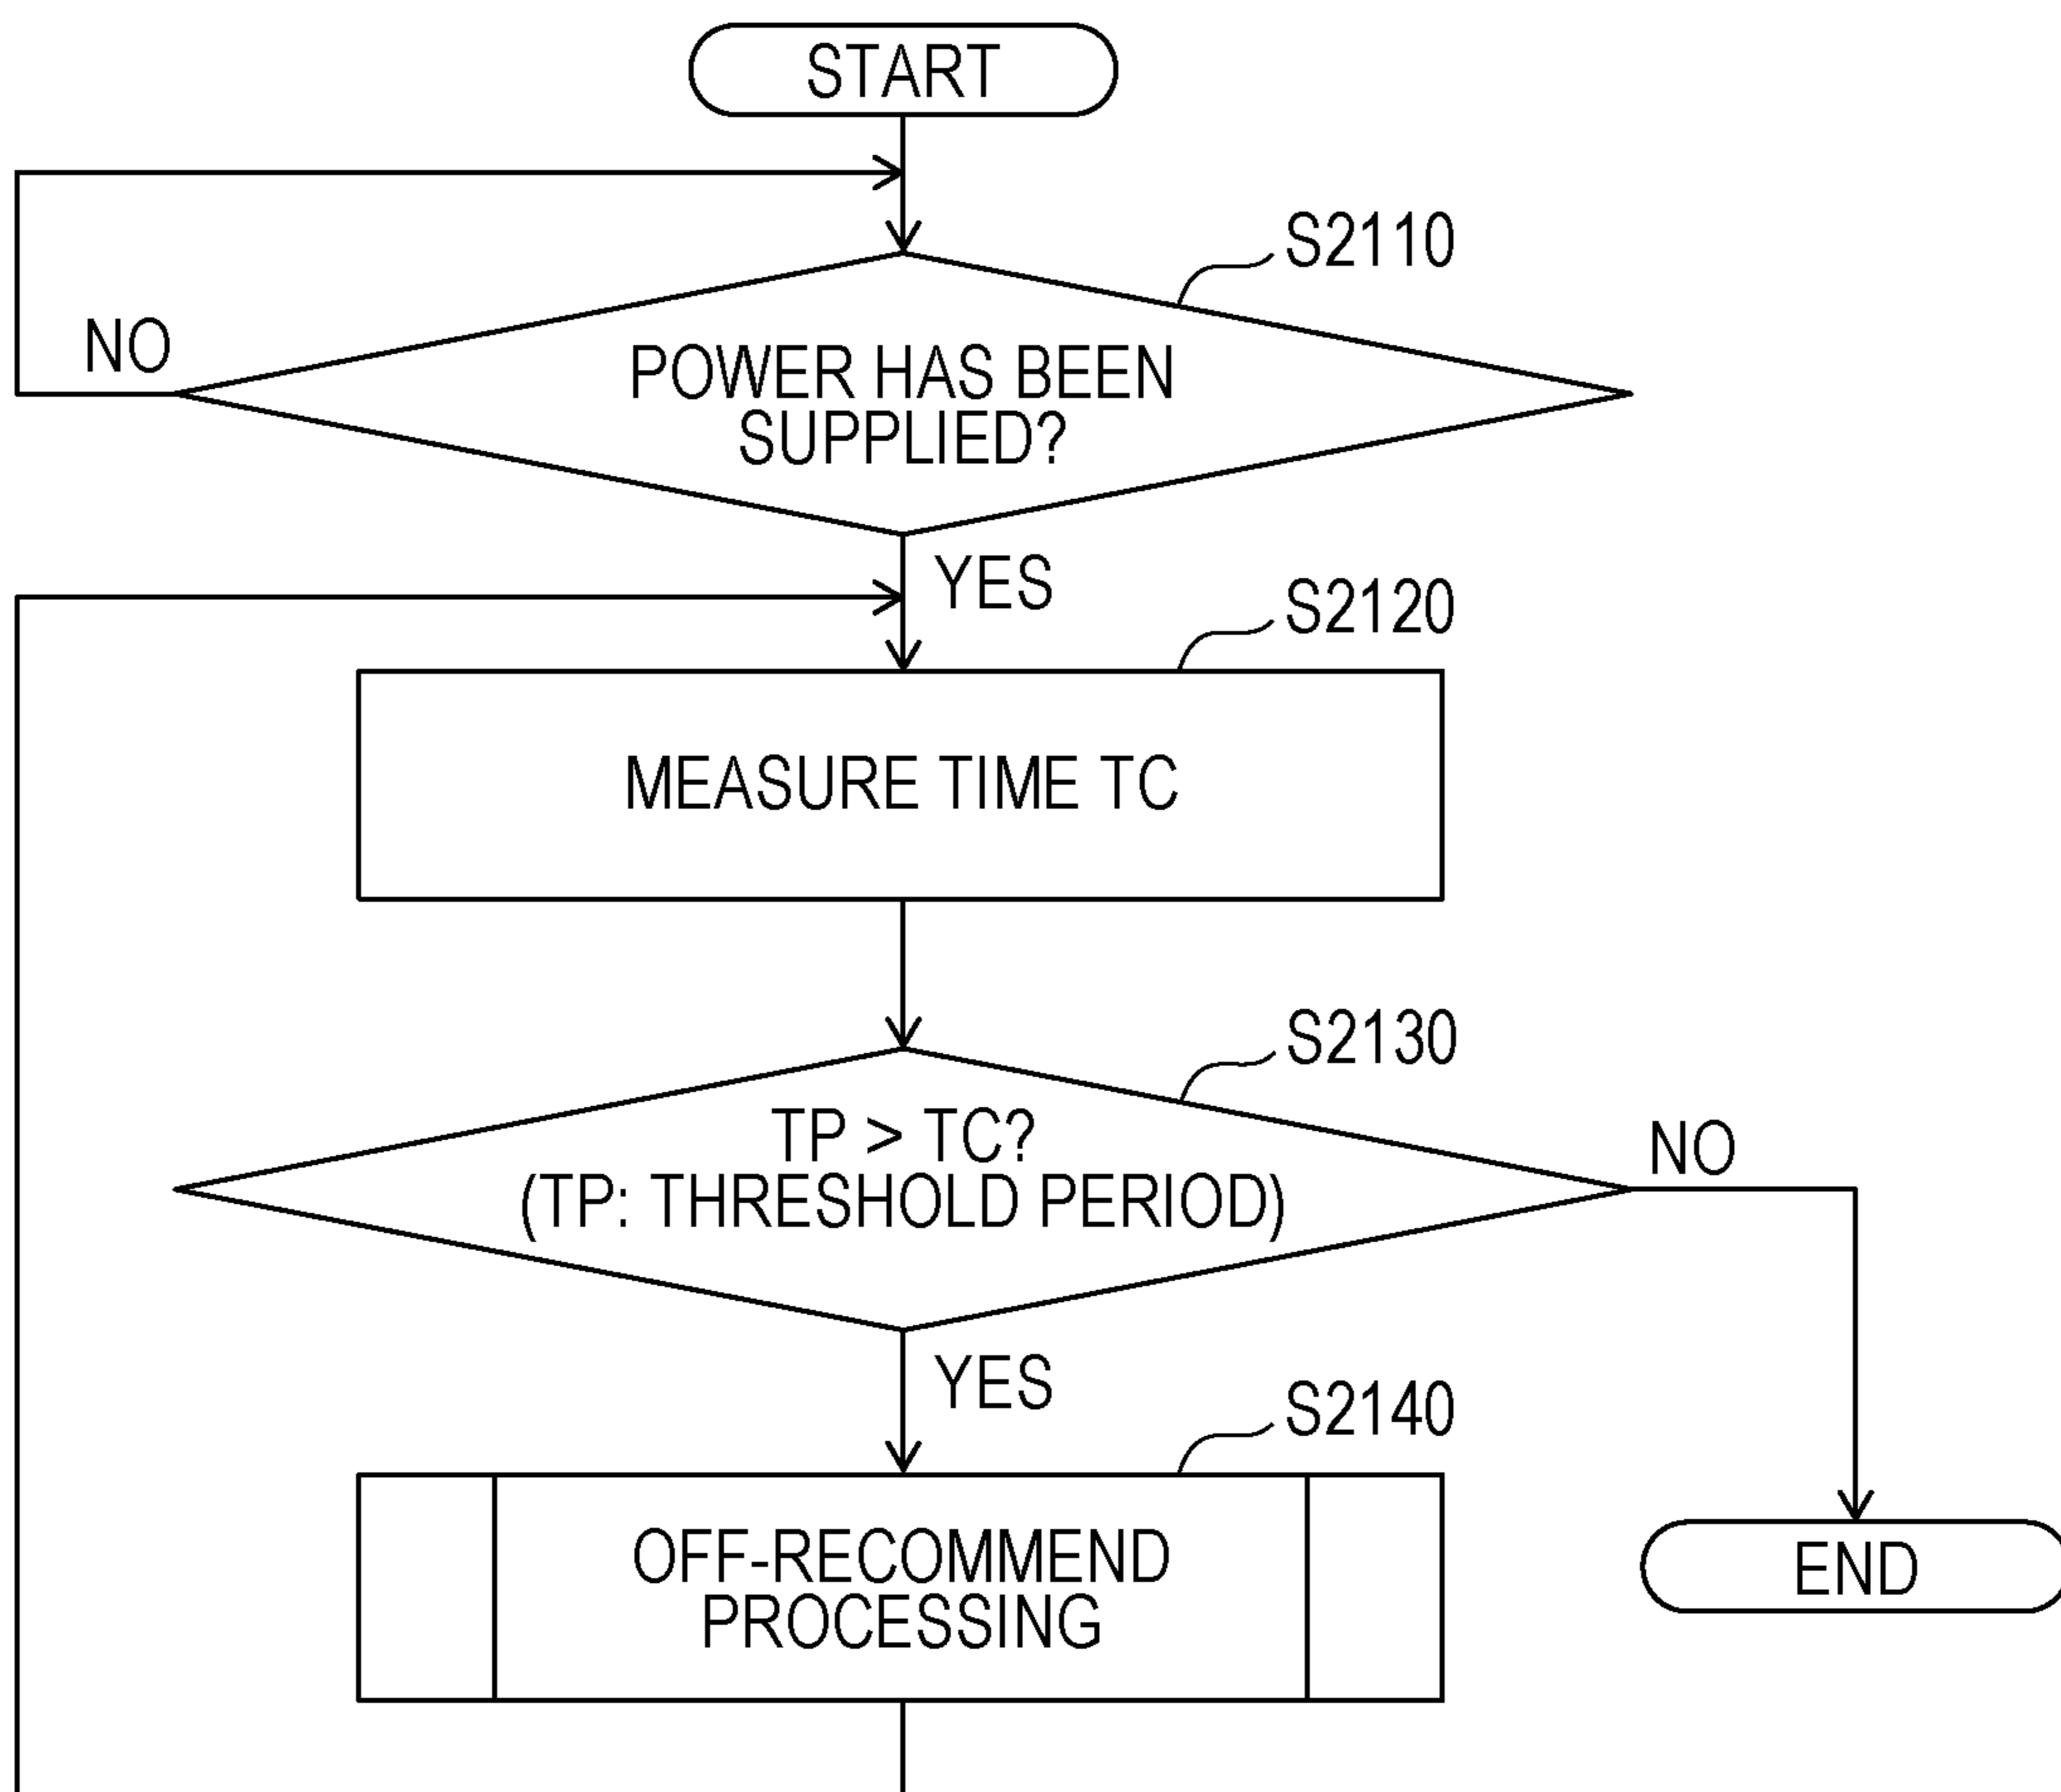 START
S2110
NO
POWER HAS BEEN
SUPPLIED?
YES
S2120
MEASURE TIME TC
S2130
TP > TC?
(TP: THRESHOLD PERIOD)
NO
YES
S2140
OFF-RECOMMEND
PROCESSING
END